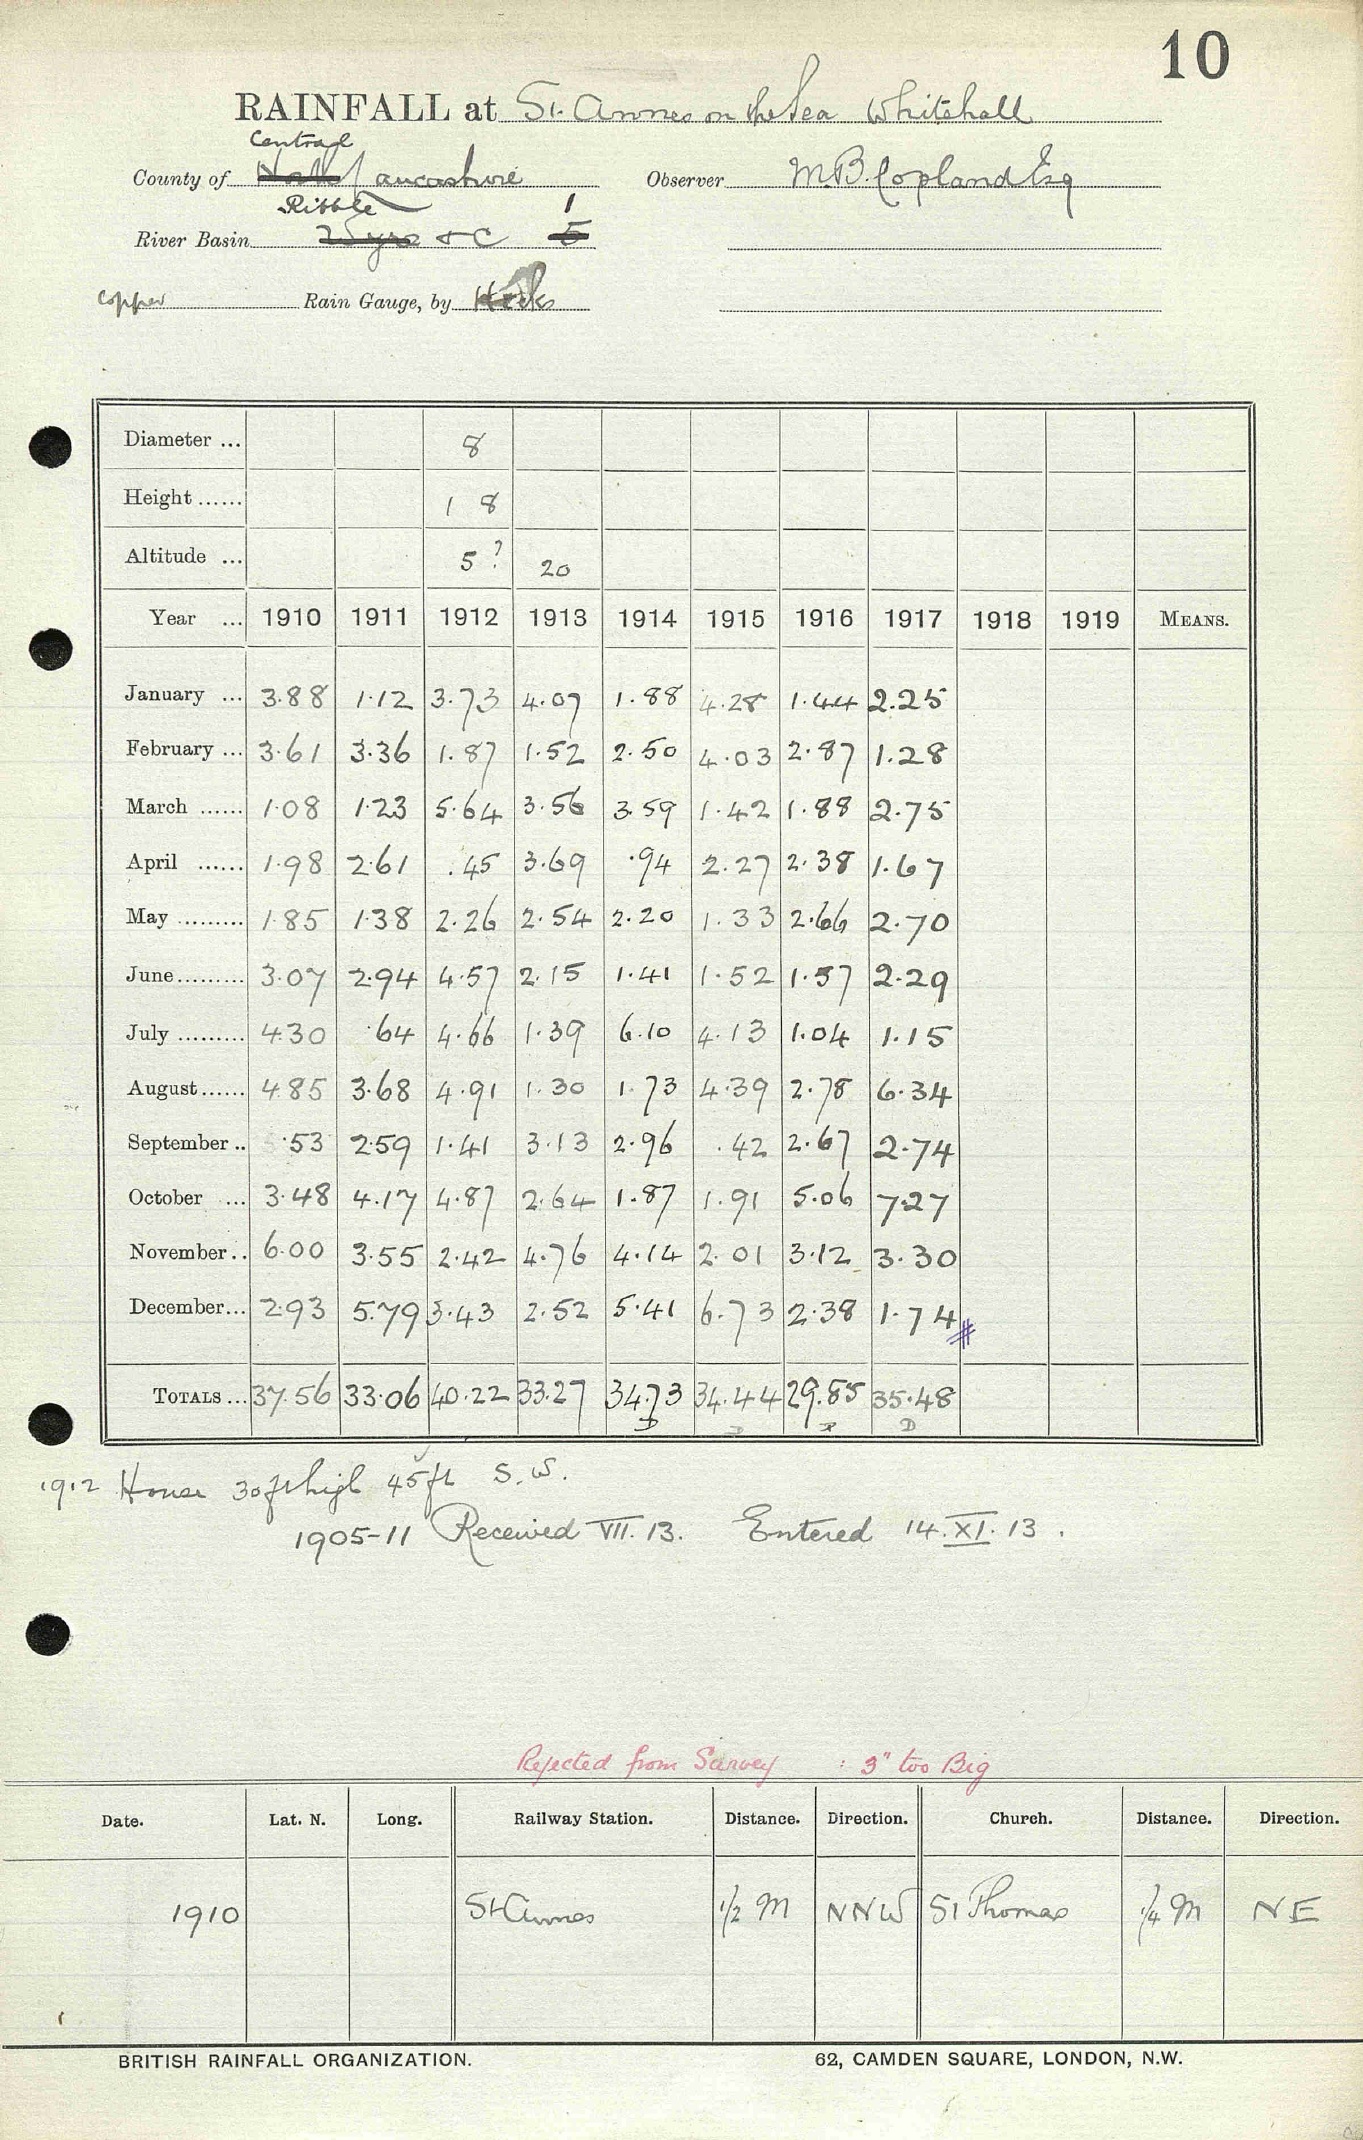 10
RAINFALL at St. Annes on the Sea Whitehall
Central
County of North Lancashire Observer M.B. Copland Esq
Ribble 1
River Basin Wyre & C 5
copper Rain Gauge, by Hicks
Diameter ... 8
Height ...... 1 8
Altitude ... 5? 20
Year ... 1910 1911 1912 1913 1914 1915 1916 1917 1918 1919 MEANS.
January ... 3.88 1.12 3.73 4.07 1.88 4.28 1.44 2.25
February ... 3.61 3.36 1.87 1.52 2.50 4.03 2.87 1.28
March ...... 1.08 1.23 5.64 3.56 3.59 1.42 1.88 2.75
April ...... 1.98 2.61 .45 3.69 .94 2.27 2.38 1.67
May ......... 1.85 1.38 2.26 2.54 2.20 1.33 2.66 2.70
June ......... 3.07 2.94 4.57 2.15 1.41 1.52 1.57 2.29
July ......... 4.30 .64 4.66 1.39 6.10 4.13 1.04 1.15
August ...... 4.85 3.68 4.91 1.30 1.73 4.39 2.78 6.34
September .. .53 2.59 1.41 3.13 2.96 .42 2.67 2.74
October ... 3.48 4.17 4.87 2.64 1.87 1.91 5.06 7.27
November .. 6.00 3.55 2.42 4.76 4.14 2.01 3.12 3.30
December ... 2.93 5.79 3.43 2.52 5.41 6.73 2.38 1.74 #
TOTALS ... 37.56 33.06 40.22 33.27 34.73 34.44 29.85 35.48
D D D D
1912 House 30ft high 45ft S.W.
1905-11 Received VII. 13. Entered 14. XI. 13.
Rejected from Survey : 3" too Big
Date. Lat. N. Long. Railway Station. Distance. Direction. Church. Distance. Direction.
1910 St Annes 1/2 M NNW St Thomas 1/4 M NE
BRITISH RAINFALL ORGANIZATION. 62, CAMDEN SQUARE, LONDON, N.W.